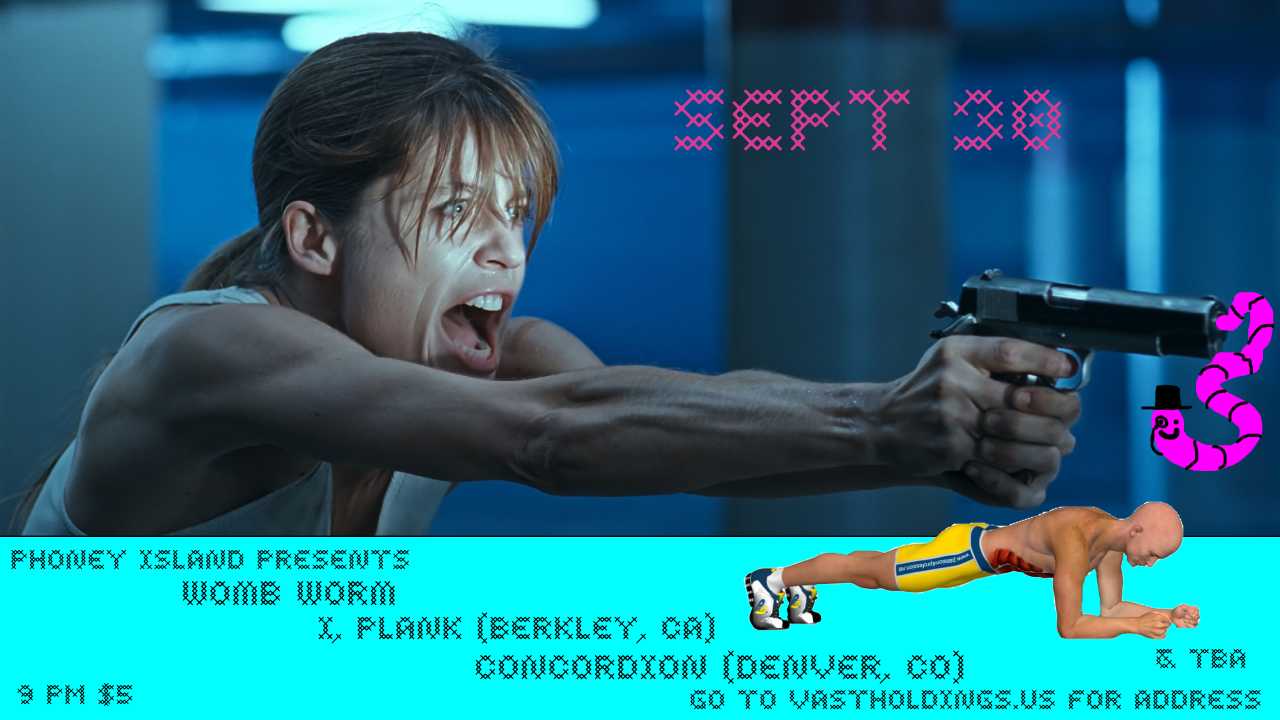 SEPT 30
PHONEY ISLAND PRESENTS
WOMB WORM
I, PLANK (BERKLEY, CA)
CONCORDION (DENVER, CO)
& TBA
9 PM $5
GO TO VASTHOLDINGS.US FOR ADDRESS